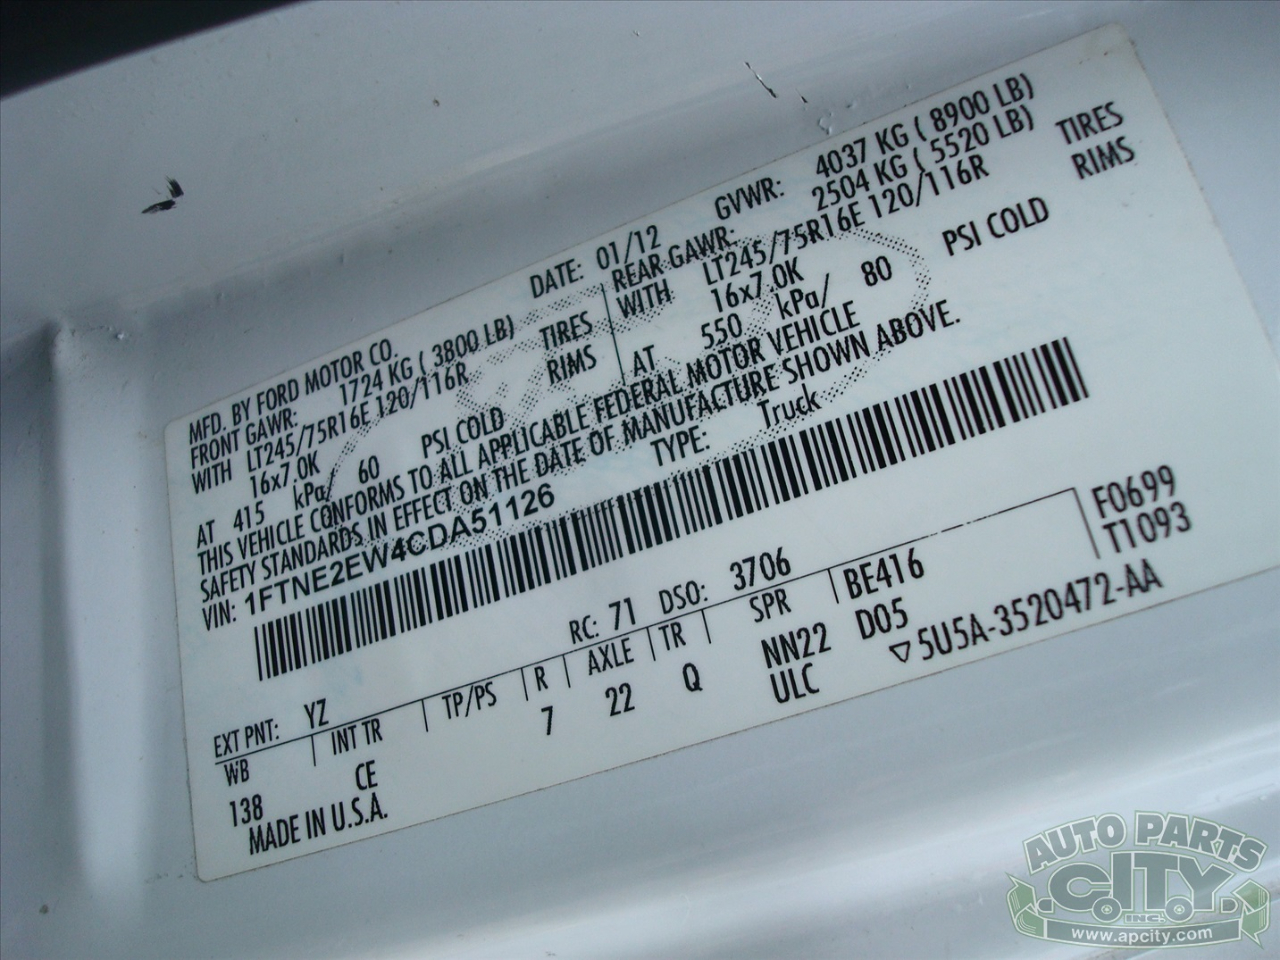 MFD. BY FORD MOTOR CO. DATE: 01/12 GVWR: 4037 KG ( 8900 LB)
FRONT GAWR: 1724 KG ( 3800 LB) REAR GAWR: 2504 KG ( 5520 LB)
WITH LT245/75R16E 120/116R TIRES WITH LT245/75R16E 120/116R TIRES
16x7.0K RIMS 16x7.0K RIMS
AT 415 kPa/ 60 PSI COLD AT 550 kPa/ 80 PSI COLD
THIS VEHICLE CONFORMS TO ALL APPLICABLE FEDERAL MOTOR VEHICLE
SAFETY STANDARDS IN EFFECT ON THE DATE OF MANUFACTURE SHOWN ABOVE.
VIN: 1FTNE2EW4CDA51126 TYPE: Truck
F0699
T1093
EXT PNT: YZ RC: 71 DSO: 3706
WB INT TR TP/PS R AXLE TR SPR BE416
138 CE 7 22 Q NN22 D05
ULC
MADE IN U.S.A. ▽5U5A-3520472-AA
AUTO PARTS
C.I.T.Y.
INC.
www.apcity.com